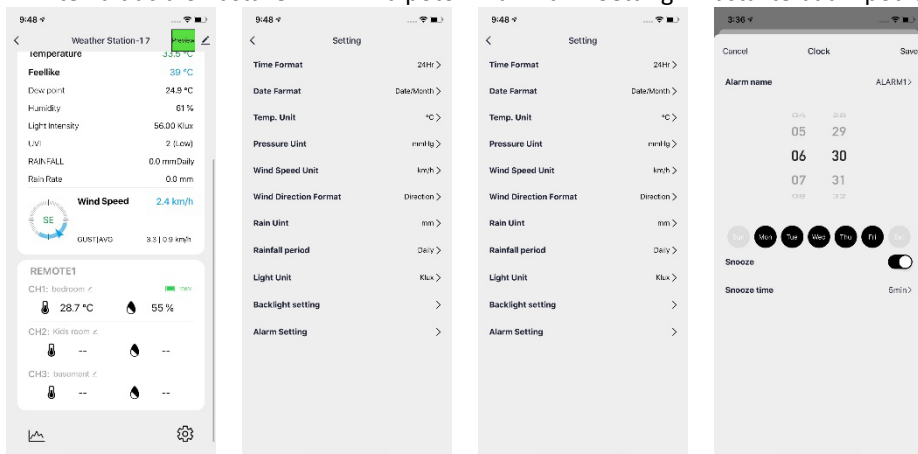 9:48
Weather Station-17
Preview
Temperature 33.5 °C
Feellike 39 °C
Dew point 24.9 °C
Humidity 61 %
Light Intensity 56.00 Klux
UVI 2 (Low)
RAINFALL 0.0 mm Daily
Rain Rate 0.0 mm
SE
Wind Speed 2.4 km/h
GUST|AVG 3.3 | 0.9 km/h
REMOTE1
CH1: bedroom
28.7 °C 55 %
CH2: Kids room
-- --
CH3: basement
-- --
9:48
Setting
Time Format 24Hr >
Date Farmat Date/Month >
Temp. Unit °C >
Pressure Uint mmHg >
Wind Speed Unit km/h >
Wind Direction Format Direction >
Rain Uint mm >
Rainfall period Daily >
Light Unit Klux >
Backlight setting >
Alarm Setting >
9:48
Setting
Time Format 24Hr >
Date Farmat Date/Month >
Temp. Unit °C >
Pressure Uint mmHg >
Wind Speed Unit km/h >
Wind Direction Format Direction >
Rain Uint mm >
Rainfall period Daily >
Light Unit Klux >
Backlight setting >
Alarm Setting >
3:36
Cancel Clock Save
Alarm name ALARM1 >
04 28
05 29
06 30
07 31
08 32
Sun Mon Tue Wed Thu Fri Sat
Snooze
Snooze time 5min >